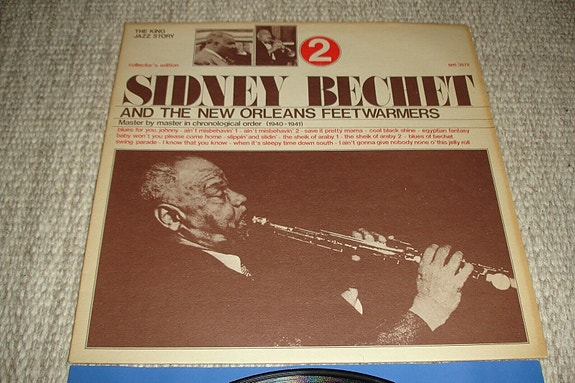 THE KING
JAZZ STORY
2
collector's edition
SIDNEY BECHET
AND THE NEW ORLEANS FEETWARMERS
Master by master in chronological order (1940-1941)
blues for you, johnny - ain't misbehavin' 1 - ain't misbehavin' 2 - save it pretty mama - coal black shine - egyptian fantasy
baby won't you please come home - slippin' and slidin' - the sheik of araby 1 - the sheik of araby 2 - blues of bechet
swing parade - I know that you know - when it's sleepy time down south - I ain't gonna give nobody none o' this jelly roll